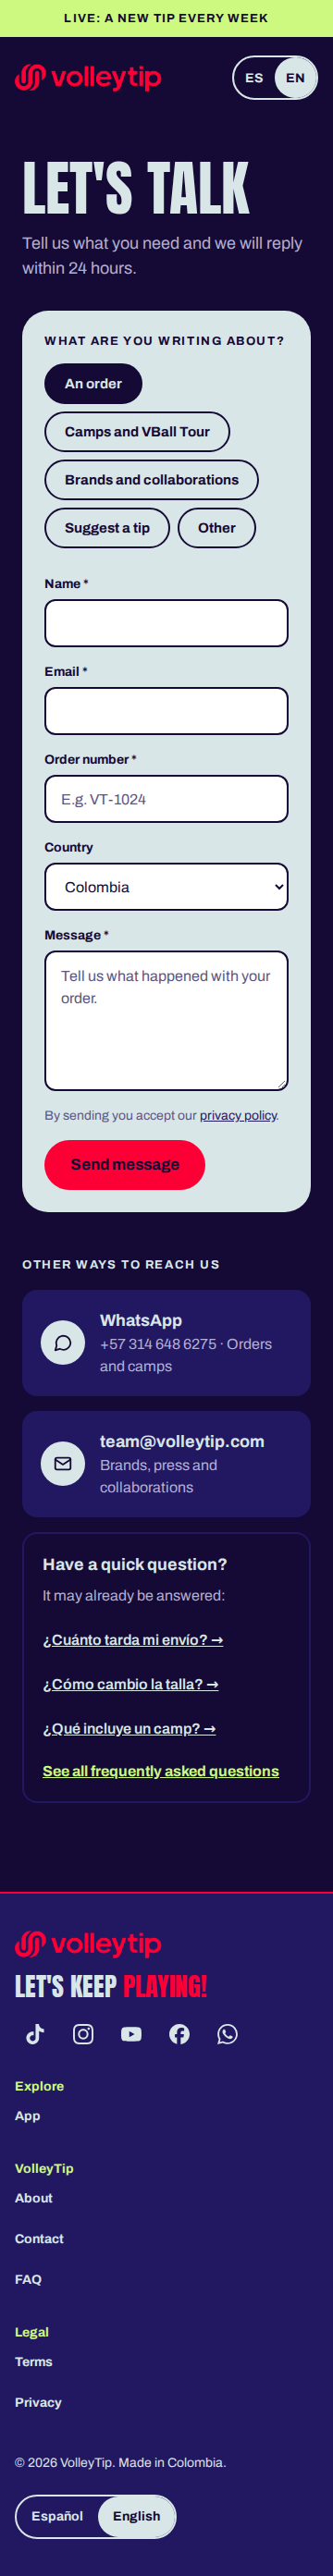 LIVE: A NEW TIP EVERY WEEK
volleytip
ES EN
LET'S TALK
Tell us what you need and we will reply
within 24 hours.
WHAT ARE YOU WRITING ABOUT?
An order
Camps and VBall Tour
Brands and collaborations
Suggest a tip Other
Name *
Email *
Order number *
E.g. VT-1024
Country
Colombia
Message *
Tell us what happened with your
order.
By sending you accept our privacy policy.
Send message
OTHER WAYS TO REACH US
WhatsApp
+57 314 648 6275 · Orders
and camps
team@volleytip.com
Brands, press and
collaborations
Have a quick question?
It may already be answered:
¿Cuánto tarda mi envío? →
¿Cómo cambio la talla? →
¿Qué incluye un camp? →
See all frequently asked questions
volleytip
LET'S KEEP PLAYING!
Explore
App
VolleyTip
About
Contact
FAQ
Legal
Terms
Privacy
© 2026 VolleyTip. Made in Colombia.
Español English